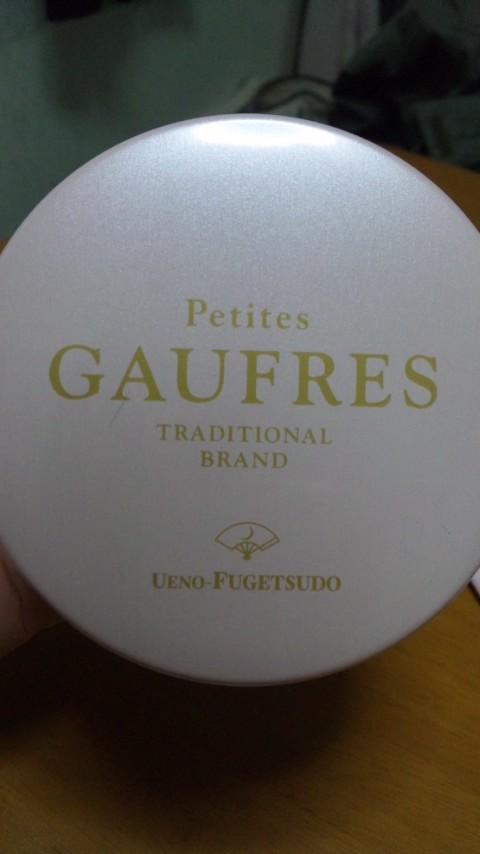 Petites
GAUFRES
TRADITIONAL
BRAND
UENO-FUGETSUDO